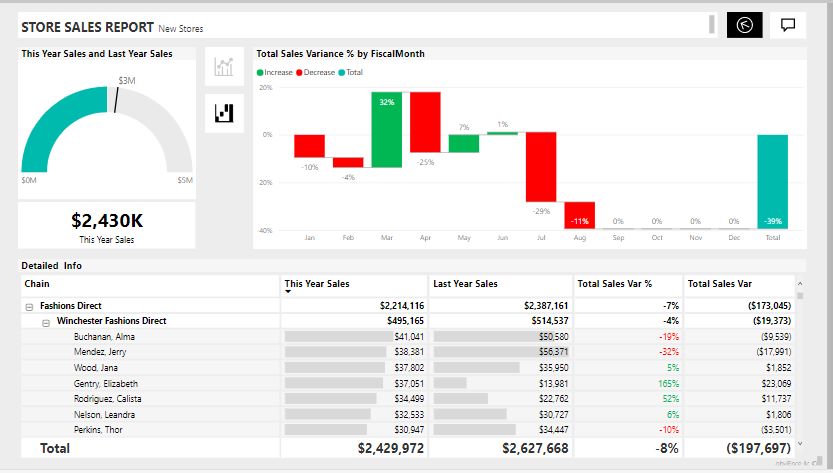 STORE SALES REPORT New Stores
This Year Sales and Last Year Sales
$3M
$0M
$5M
$2,430K
This Year Sales
Total Sales Variance % by FiscalMonth
Increase Decrease Total
20%
0%
20%
40%
-10%
-4%
32%
-25%
7%
1%
-29%
-11%
0%
0%
0%
0%
-39%
Jan Feb Mar Apr May Jun Jul Aug Sep Oct Nov Dec Total
Detailed Info
Chain This Year Sales Last Year Sales Total Sales Var % Total Sales Var
Fashions Direct $2,214,116 $2,387,161 -7% ($173,045)
Winchester Fashions Direct $495,165 $514,537 -4% ($19,373)
Buchanan, Alma $41,041 $50,580 -19% ($9,539)
Mendez, Jerry $38,381 $56,371 -32% ($17,991)
Wood, Jana $37,802 $35,950 5% $1,852
Gentry, Elizabeth $37,051 $13,981 165% $23,069
Rodriguez, Calista $34,499 $22,762 52% $11,737
Nelson, Leandra $32,533 $30,727 6% $1,806
Perkins, Thor $30,947 $34,447 -10% ($3,501)
Total $2,429,972 $2,627,668 -8% ($197,697)